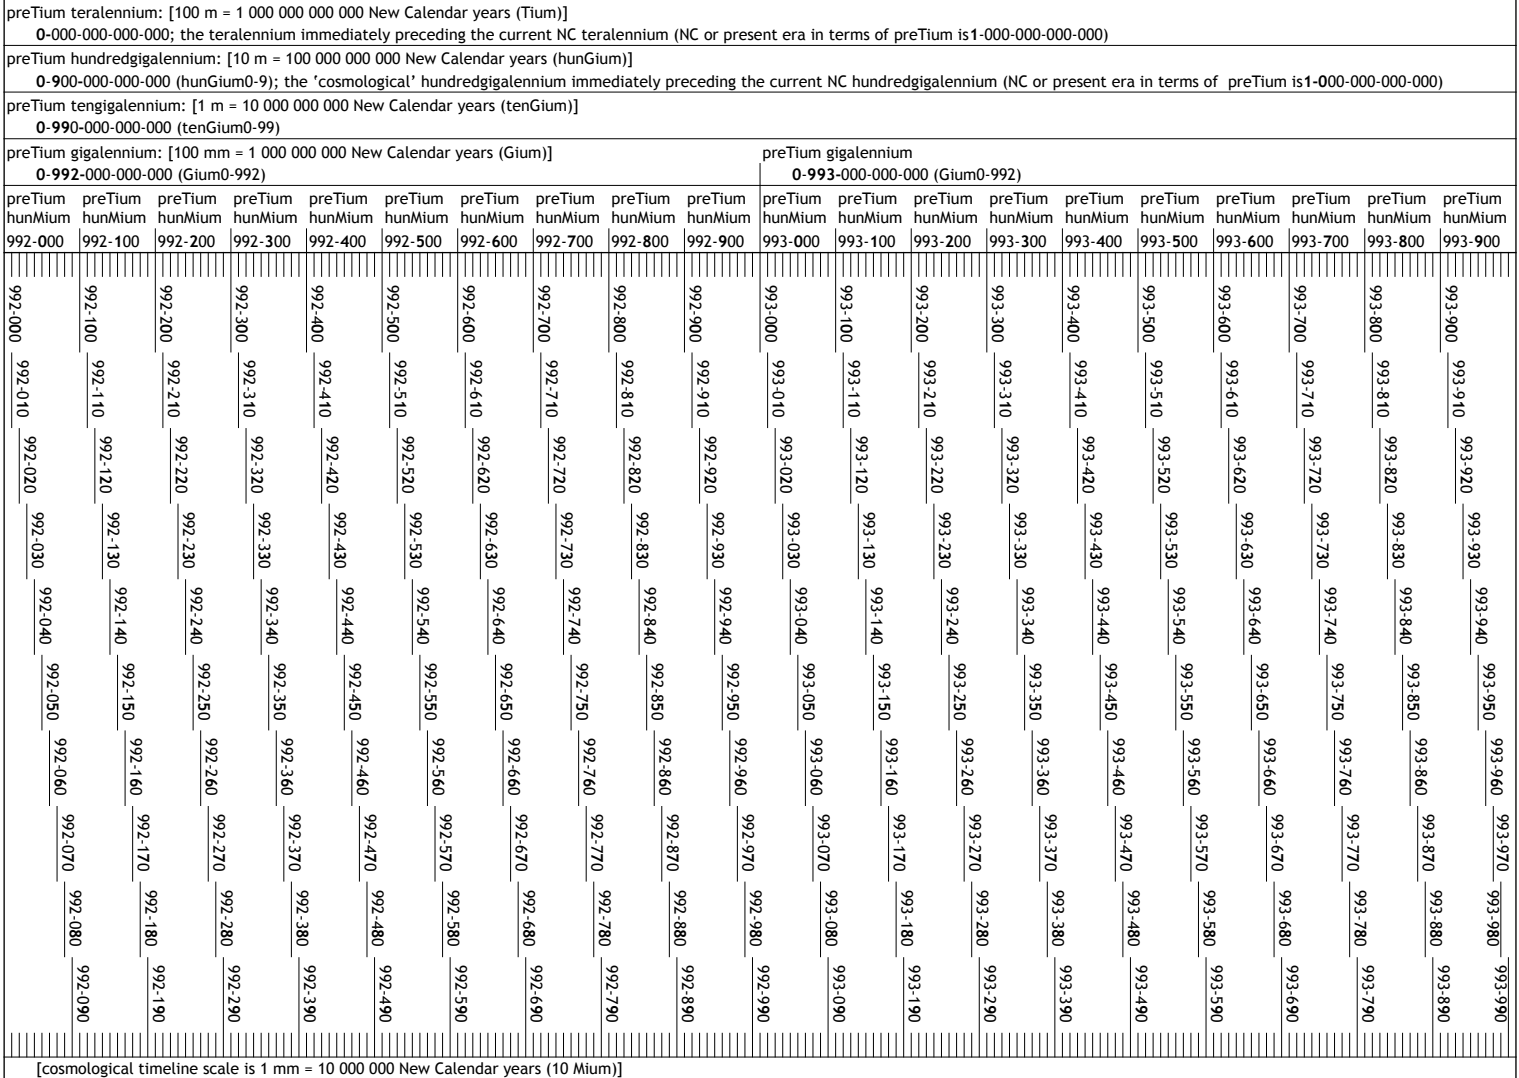 preTium teralennium: [100 m = 1 000 000 000 000 New Calendar years (Tium)]
0-000-000-000-000; the teralennium immediately preceding the current NC teralennium (NC or present era in terms of preTium is1-000-000-000-000)
preTium hundredgigalennium: [10 m = 100 000 000 000 New Calendar years (hunGium)]
0-900-000-000-000 (hunGium0-9); the ‘cosmological’ hundredgigalennium immediately preceding the current NC hundredgigalennium (NC or present era in terms of preTium is1-000-000-000-000)
preTium tengigalennium: [1 m = 10 000 000 000 New Calendar years (tenGium)]
0-990-000-000-000 (tenGium0-99)
preTium gigalennium: [100 mm = 1 000 000 000 New Calendar years (Gium)] preTium gigalennium
0-992-000-000-000 (Gium0-992) 0-993-000-000-000 (Gium0-992)
preTium preTium preTium preTium preTium preTium preTium preTium preTium preTium preTium preTium preTium preTium preTium preTium preTium preTium preTium preTium
hunMium hunMium hunMium hunMium hunMium hunMium hunMium hunMium hunMium hunMium hunMium hunMium hunMium hunMium hunMium hunMium hunMium hunMium hunMium hunMium
992-000 992-100 992-200 992-300 992-400 992-500 992-600 992-700 992-800 992-900 993-000 993-100 993-200 993-300 993-400 993-500 993-600 993-700 993-800 993-900
992-000 992-100 992-200 992-300 992-400 992-500 992-600 992-700 992-800 992-900 993-000 993-100 993-200 993-300 993-400 993-500 993-600 993-700 993-800 993-900
992-010 992-110 992-210 992-310 992-410 992-510 992-610 992-710 992-810 992-910 993-010 993-110 993-210 993-310 993-410 993-510 993-610 993-710 993-810 993-910
992-020 992-120 992-220 992-320 992-420 992-520 992-620 992-720 992-820 992-920 993-020 993-120 993-220 993-320 993-420 993-520 993-620 993-720 993-820 993-920
992-030 992-130 992-230 992-330 992-430 992-530 992-630 992-730 992-830 992-930 993-030 993-130 993-230 993-330 993-430 993-530 993-630 993-730 993-830 993-930
992-040 992-140 992-240 992-340 992-440 992-540 992-640 992-740 992-840 992-940 993-040 993-140 993-240 993-340 993-440 993-540 993-640 993-740 993-840 993-940
992-050 992-150 992-250 992-350 992-450 992-550 992-650 992-750 992-850 992-950 993-050 993-150 993-250 993-350 993-450 993-550 993-650 993-750 993-850 993-950
992-060 992-160 992-260 992-360 992-460 992-560 992-660 992-760 992-860 992-960 993-060 993-160 993-260 993-360 993-460 993-560 993-660 993-760 993-860 993-960
992-070 992-170 992-270 992-370 992-470 992-570 992-670 992-770 992-870 992-970 993-070 993-170 993-270 993-370 993-470 993-570 993-670 993-770 993-870 993-970
992-080 992-180 992-280 992-380 992-480 992-580 992-680 992-780 992-880 992-980 993-080 993-180 993-280 993-380 993-480 993-580 993-680 993-780 993-880 993-980
992-090 992-190 992-290 992-390 992-490 992-590 992-690 992-790 992-890 992-990 993-090 993-190 993-290 993-390 993-490 993-590 993-690 993-790 993-890 993-990
[cosmological timeline scale is 1 mm = 10 000 000 New Calendar years (10 Mium)]